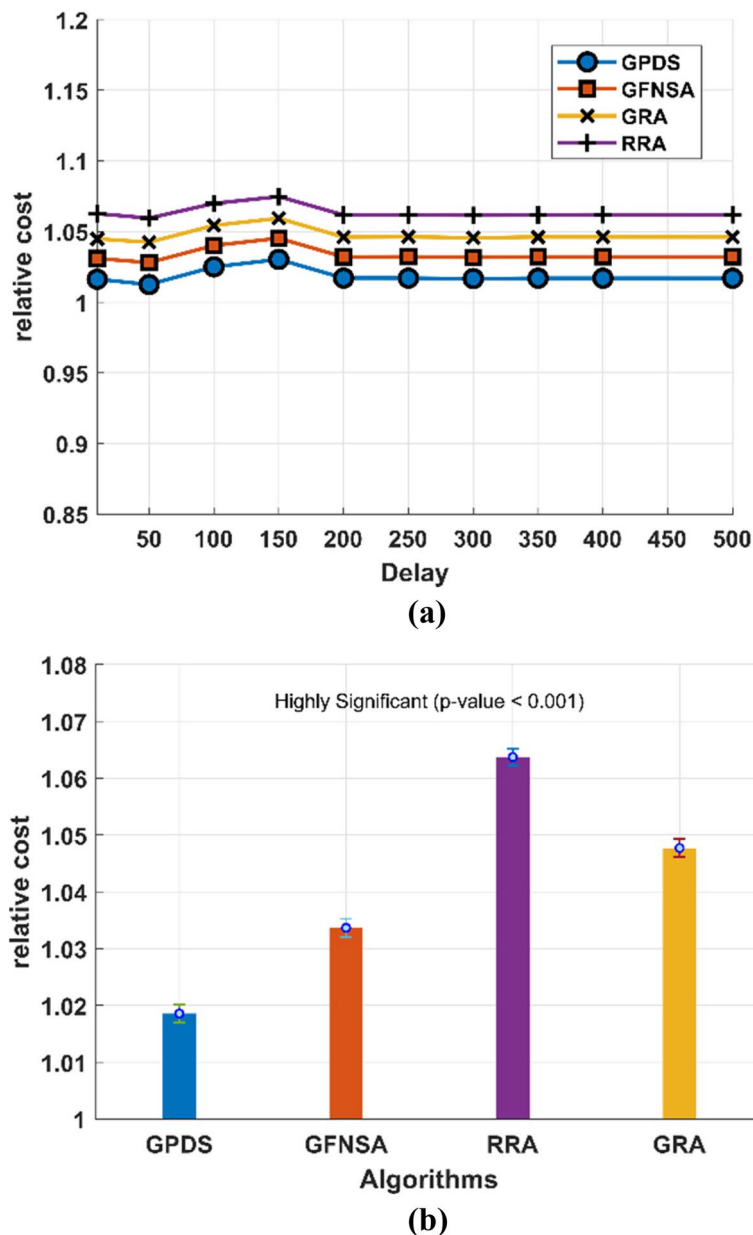 1.2
1.15
1.1
1.05
1
0.95
0.9
0.85
relative cost
GPDS
GFNSA
GRA
RRA
50 100 150 200 250 300 350 400 450 500
Delay
(a)
1.08
1.07
1.06
1.05
1.04
1.03
1.02
1.01
1
relative cost
Highly Significant (p-value < 0.001)
GPDS GFNSA RRA GRA
Algorithms
(b)